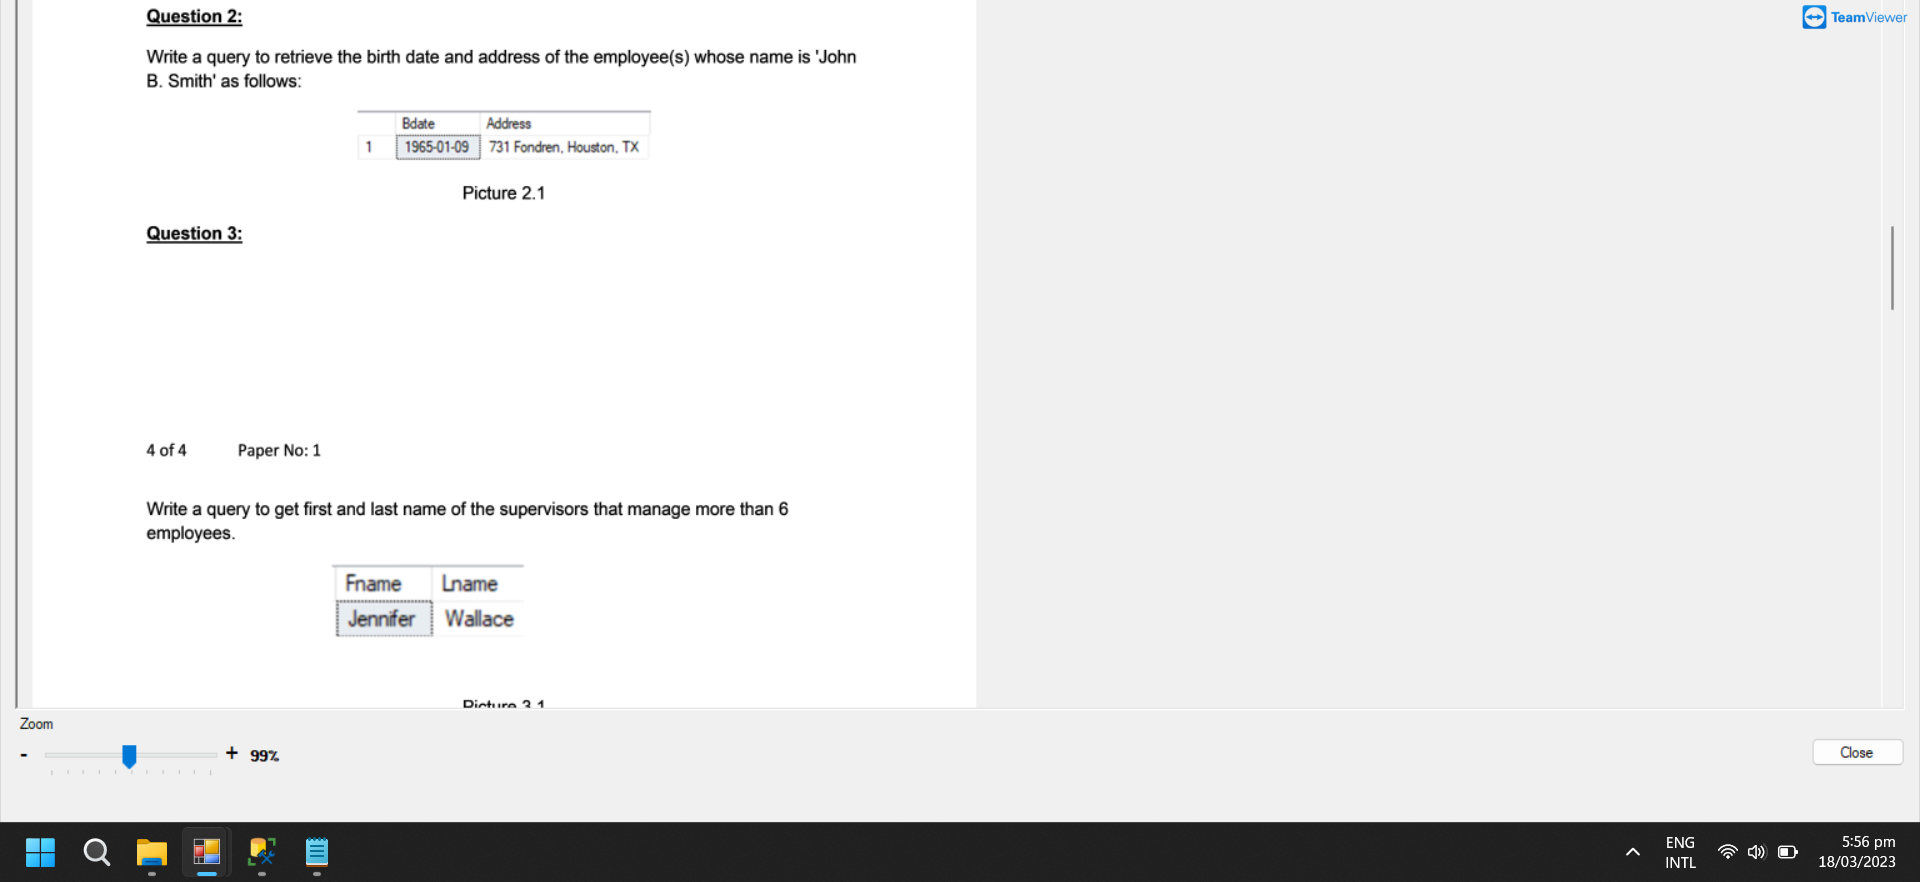 TeamViewer
Question 2:
Write a query to retrieve the birth date and address of the employee(s) whose name is 'John
B. Smith' as follows:
Bdate Address
1 1965-01-09 731 Fondren, Houston, TX
Picture 2.1
Question 3:
4 of 4 Paper No: 1
Write a query to get first and last name of the supervisors that manage more than 6
employees.
Fname Lname
Jennifer Wallace
Picture 3.1
Zoom
- + 99%
Close
ENG
INTL
5:56 pm
18/03/2023